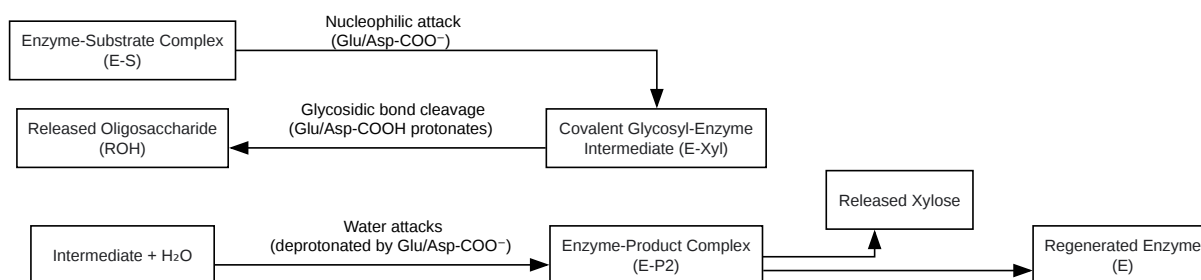 Nucleophilic attack
(Glu/Asp-COO⁻)
Enzyme-Substrate Complex
(E-S)
Glycosidic bond cleavage
(Glu/Asp-COOH protonates)
Released Oligosaccharide
(ROH)
Covalent Glycosyl-Enzyme
Intermediate (E-Xyl)
Released Xylose
Water attacks
(deprotonated by Glu/Asp-COO⁻)
Intermediate + H₂O
Enzyme-Product Complex
(E-P2)
Regenerated Enzyme
(E)